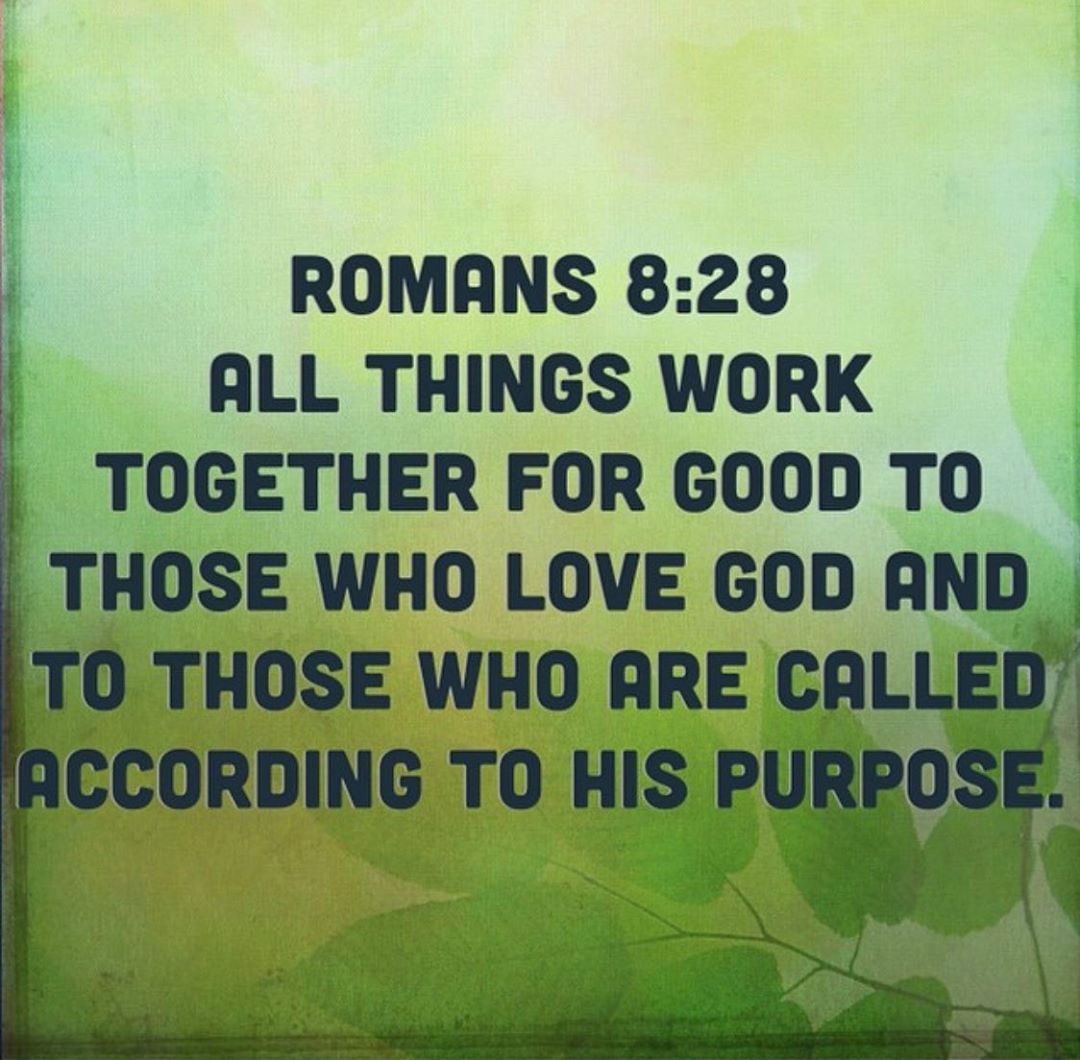 ROMANS 8:28
ALL THINGS WORK
TOGETHER FOR GOOD TO
THOSE WHO LOVE GOD AND
TO THOSE WHO ARE CALLED
ACCORDING TO HIS PURPOSE.